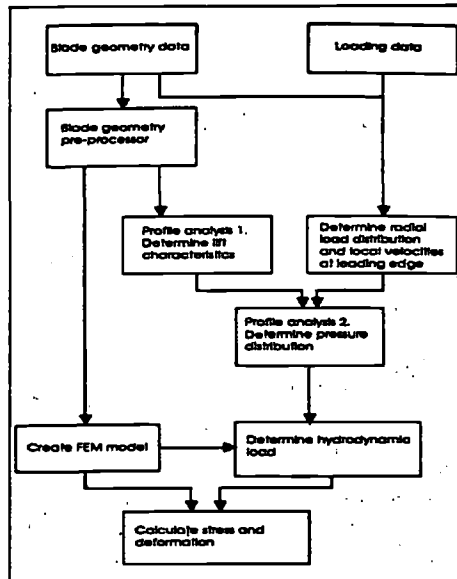 Blade geometry data
Loading data
Blade geometry
pre-processor
Profile analysis 1.
Determine lift
characteristics
Determine radial
load distribution
and local velocities
at leading edge
Profile analysis 2.
Determine pressure
distribution
Create FEM model
Determine hydrodynamic
load
Calculate stress and
deformation